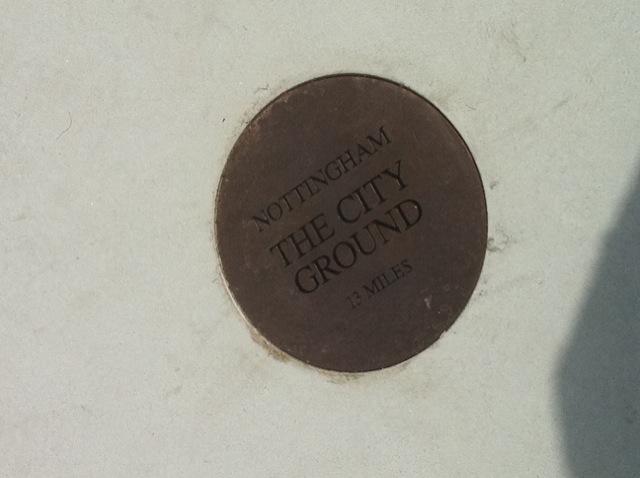 NOTTINGHAM
THE CITY
GROUND
13 MILES